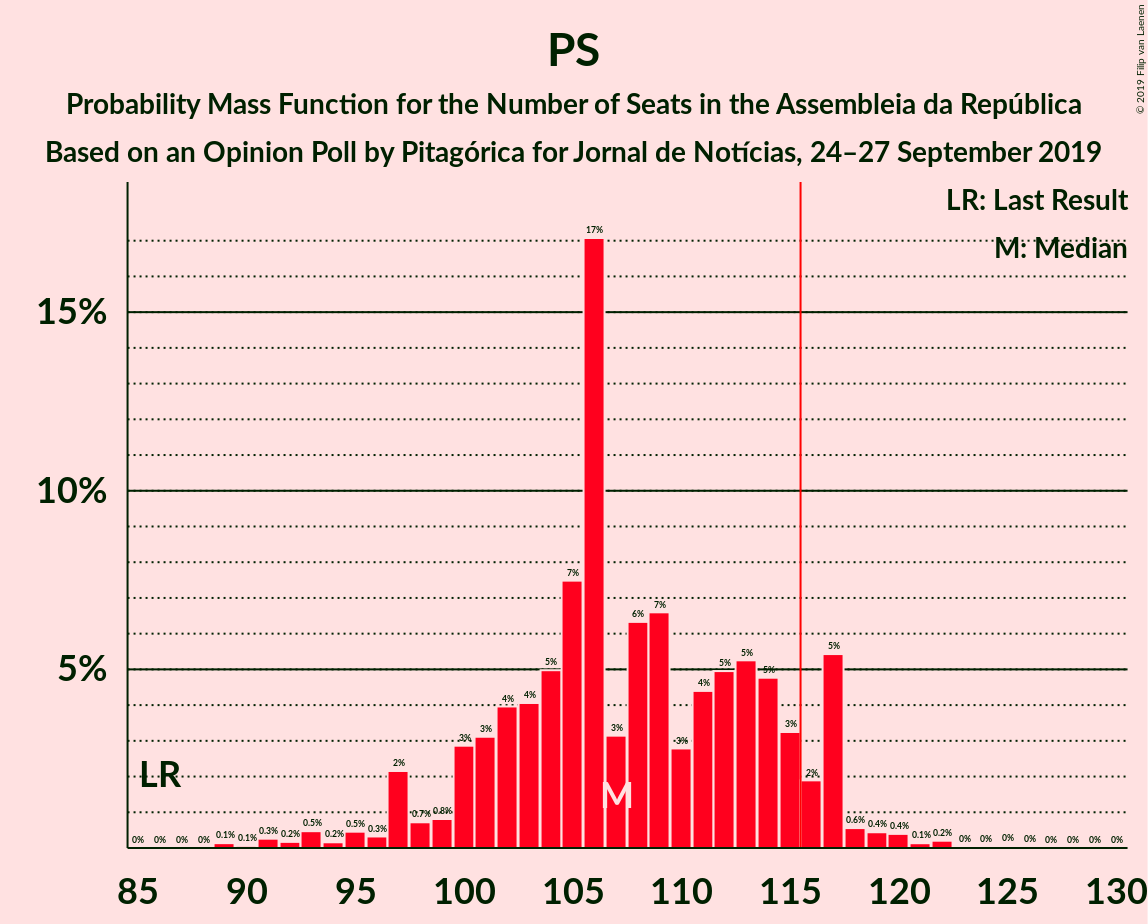 PS
Probability Mass Function for the Number of Seats in the Assembleia da República
Based on an Opinion Poll by Pitagórica for Jornal de Notícias, 24–27 September 2019
© 2019 Filip van Laenen
LR: Last Result
M: Median
15%
10%
5%
LR
M
0% 0% 0% 0% 0.1% 0.1% 0.3% 0.2% 0.5% 0.2% 0.5% 0.3% 2% 0.7% 0.8% 3% 3% 4% 4% 5% 7% 17% 3% 6% 7% 3% 4% 5% 5% 5% 3% 2% 5% 0.6% 0.4% 0.4% 0.1% 0.2% 0% 0% 0% 0% 0% 0% 0% 0%
85 90 95 100 105 110 115 120 125 130